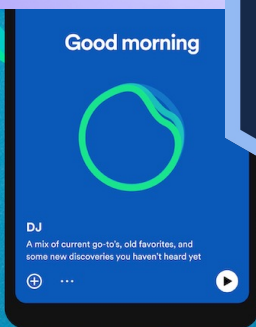 Good morning
DJ
A mix of current go-to's, old favorites, and
some new discoveries you haven't heard yet